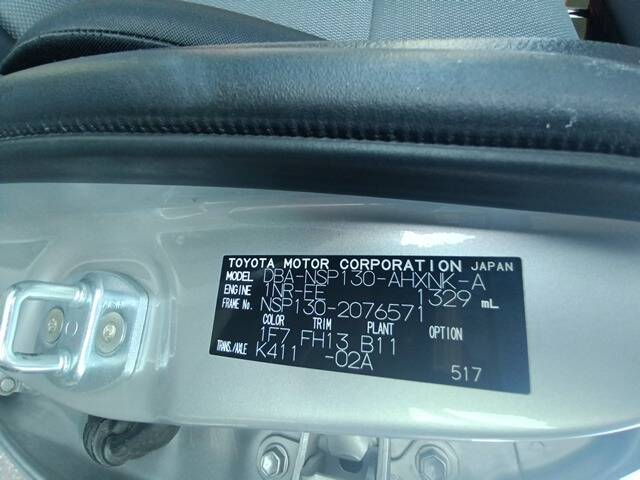 TOYOTA MOTOR CORPORATION JAPAN
MODEL DBA-NSP130-AHXNK-A
ENGINE 1NR-FE 1329 mL
FRAME No. NSP130-2076571
COLOR TRIM PLANT OPTION
1F7 FH13 B11
TRANS./AXLE K411 -02A
517